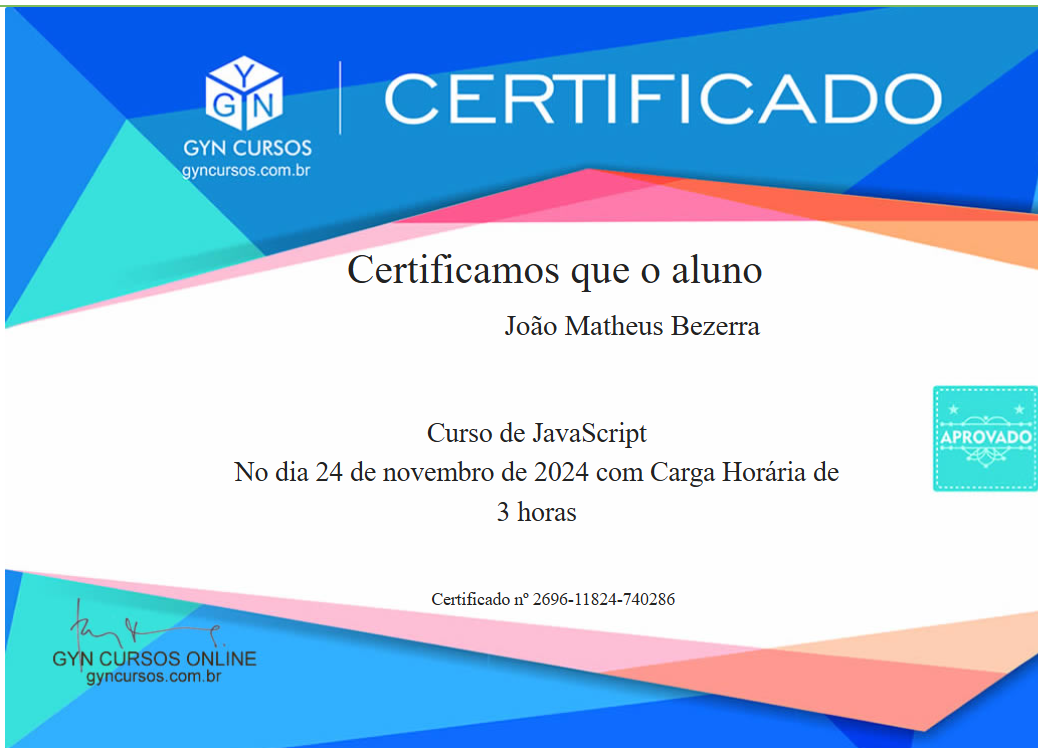 Y
G N
GYN CURSOS
gyncursos.com.br
CERTIFICADO
Certificamos que o aluno
João Matheus Bezerra
Curso de JavaScript
No dia 24 de novembro de 2024 com Carga Horária de
3 horas
APROVADO
Certificado nº 2696-11824-740286
GYN CURSOS ONLINE
gyncursos.com.br